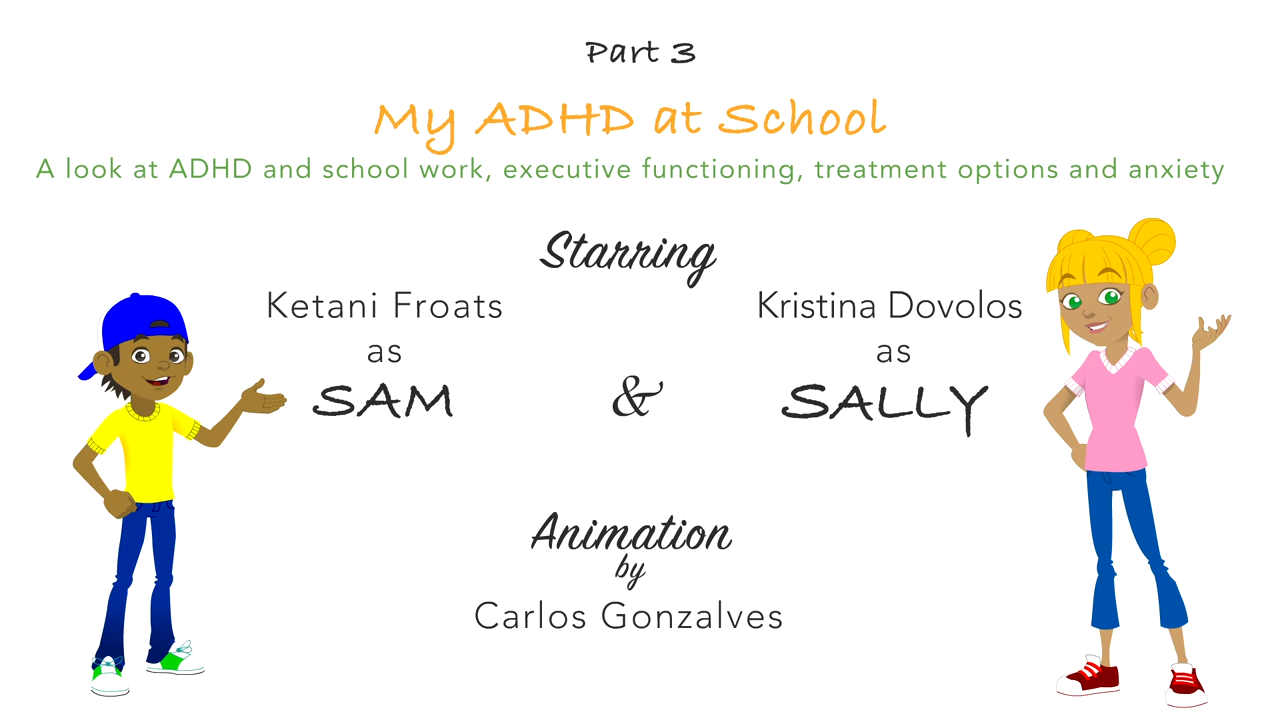 Part 3
My ADHD at School
A look at ADHD and school work, executive functioning, treatment options and anxiety
Starring
Ketani Froats
as
SAM
&
Kristina Dovolos
as
SALLY
Animation
by
Carlos Gonzalves